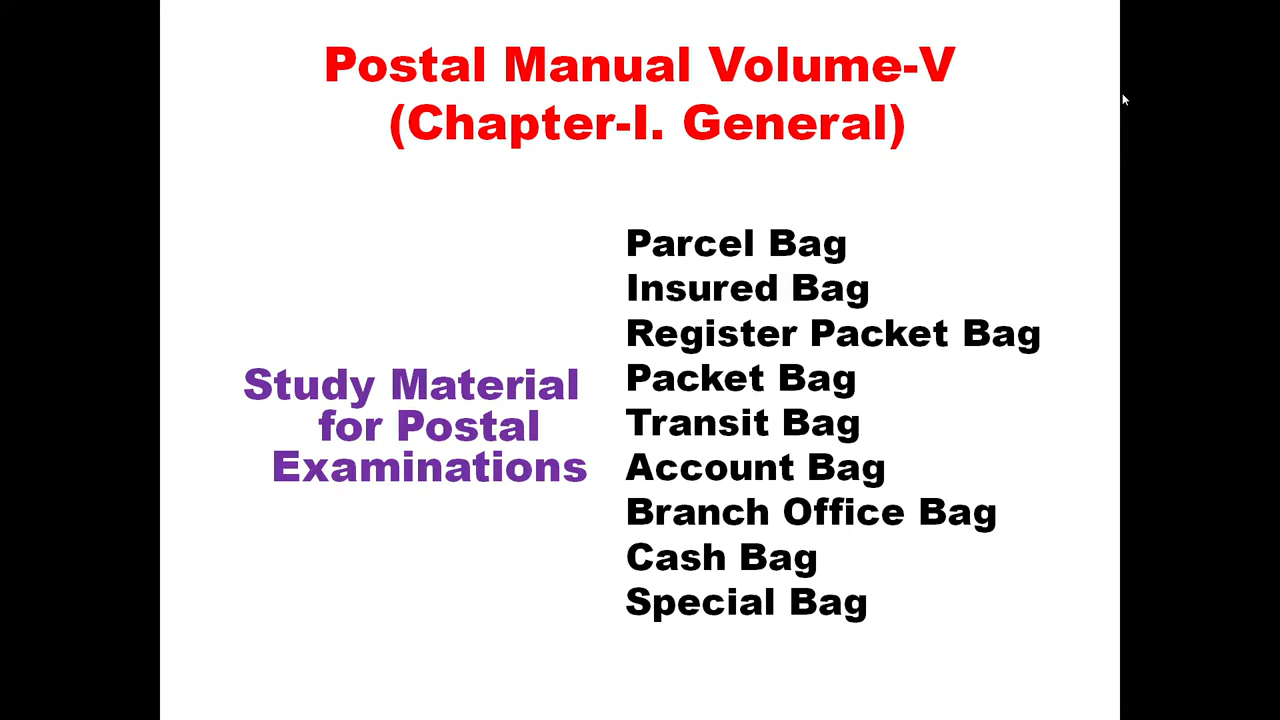 Postal Manual Volume-V
(Chapter-I. General)
Study Material
for Postal
Examinations
Parcel Bag
Insured Bag
Register Packet Bag
Packet Bag
Transit Bag
Account Bag
Branch Office Bag
Cash Bag
Special Bag